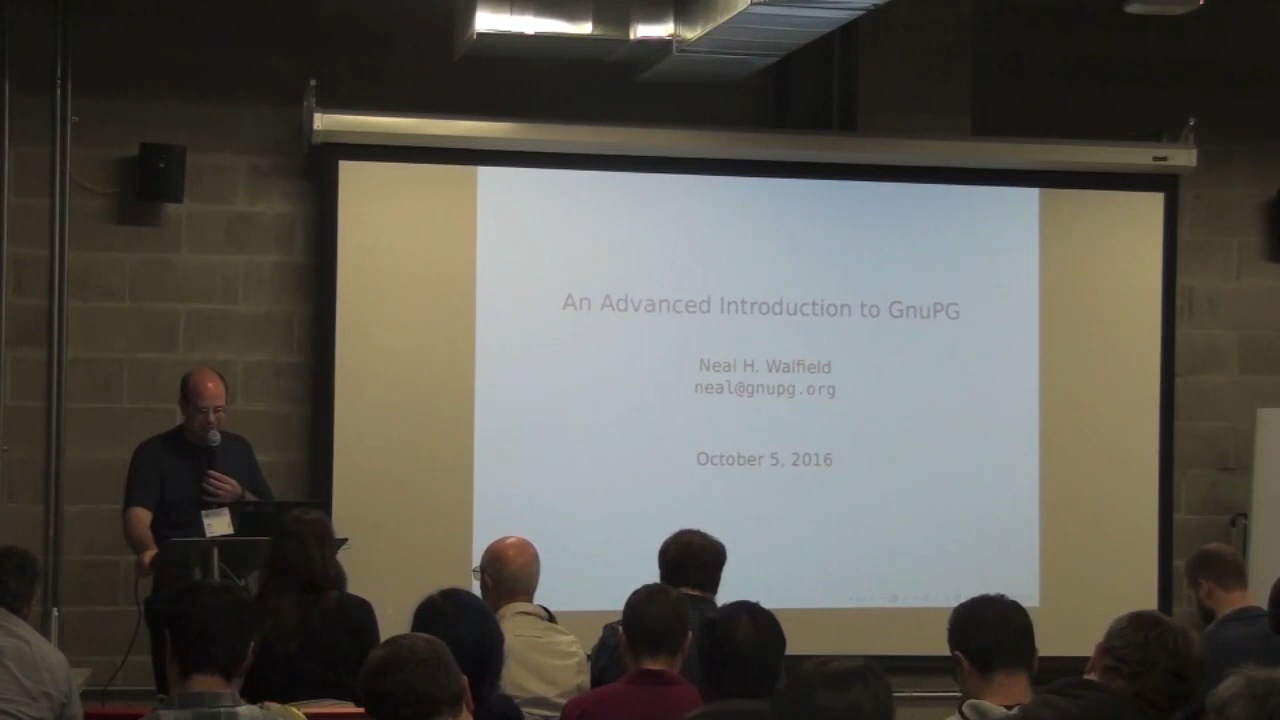 An Advanced Introduction to GnuPG
Neal H. Walfield
neal@gnupg.org
October 5, 2016